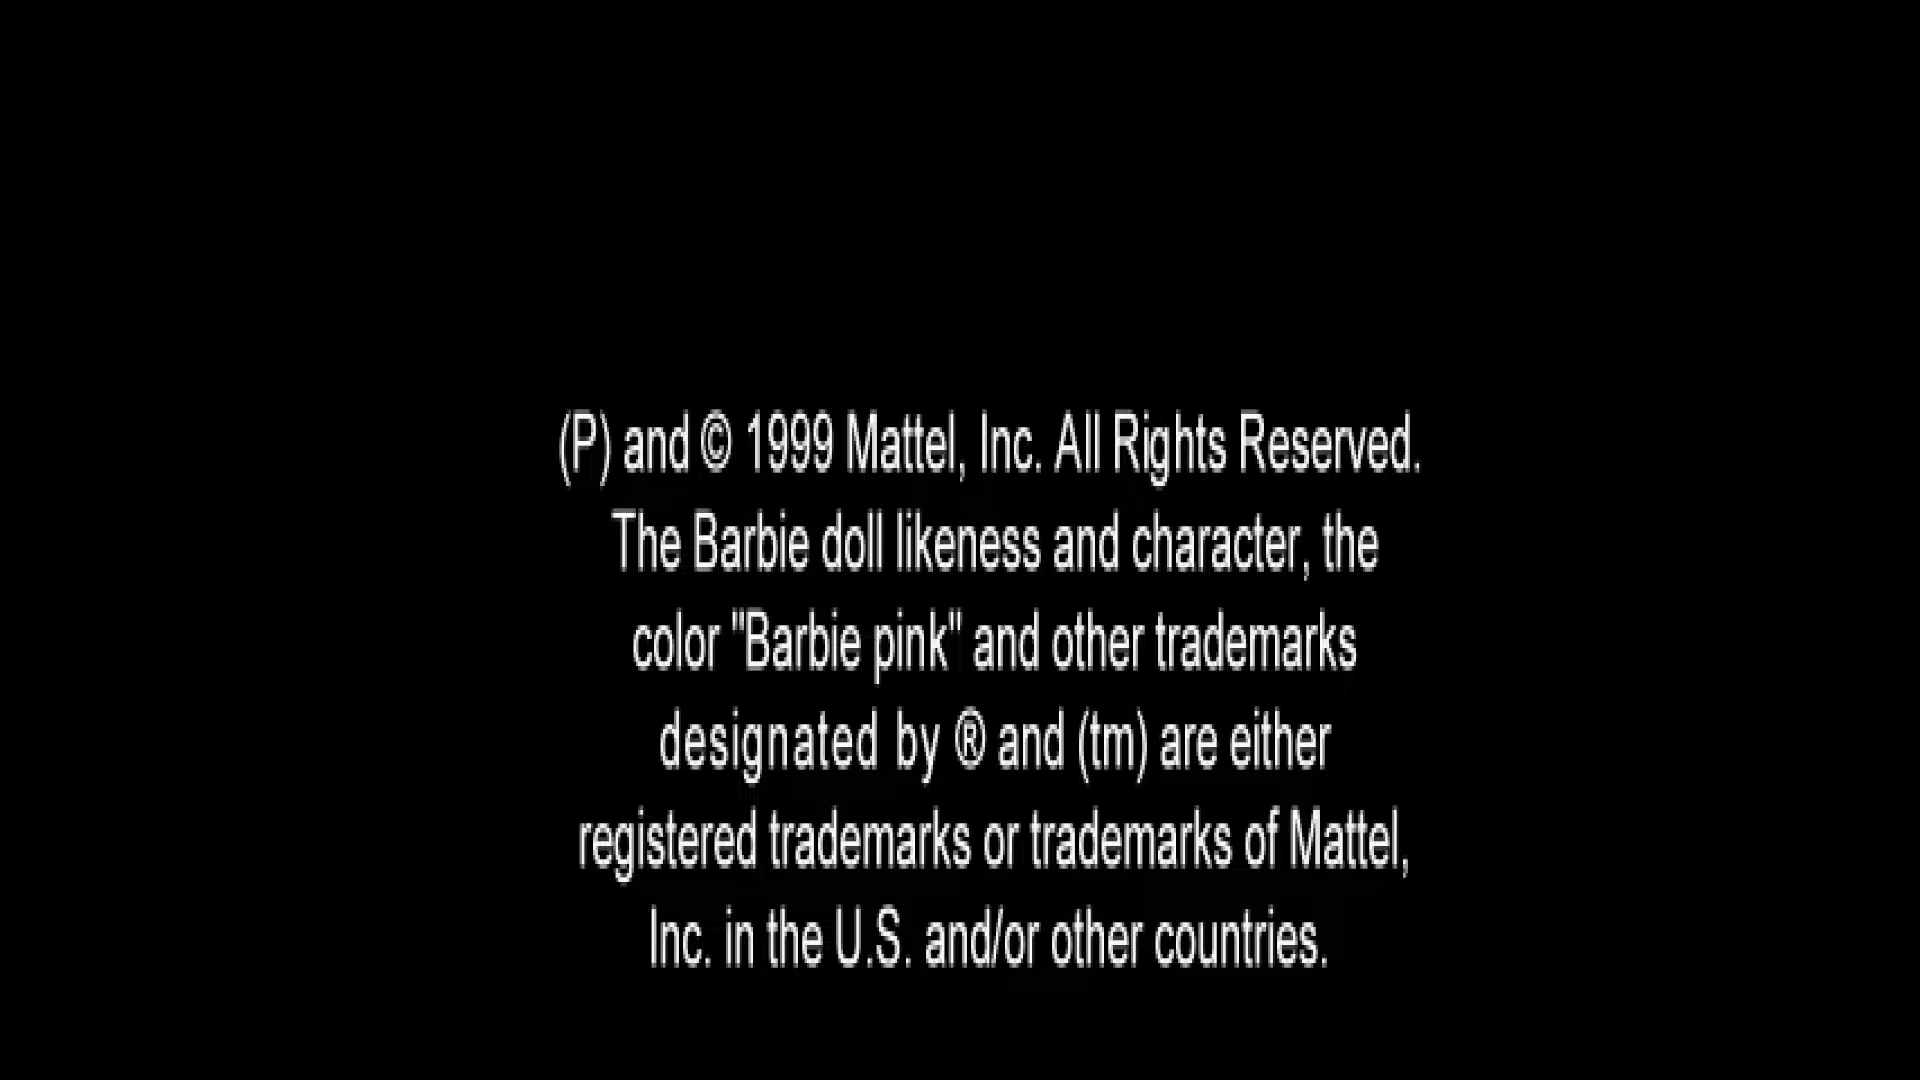 (P) and © 1999 Mattel, Inc. All Rights Reserved.
The Barbie doll likeness and character, the
color "Barbie pink" and other trademarks
designated by ® and (tm) are either
registered trademarks or trademarks of Mattel,
Inc. in the U.S. and/or other countries.